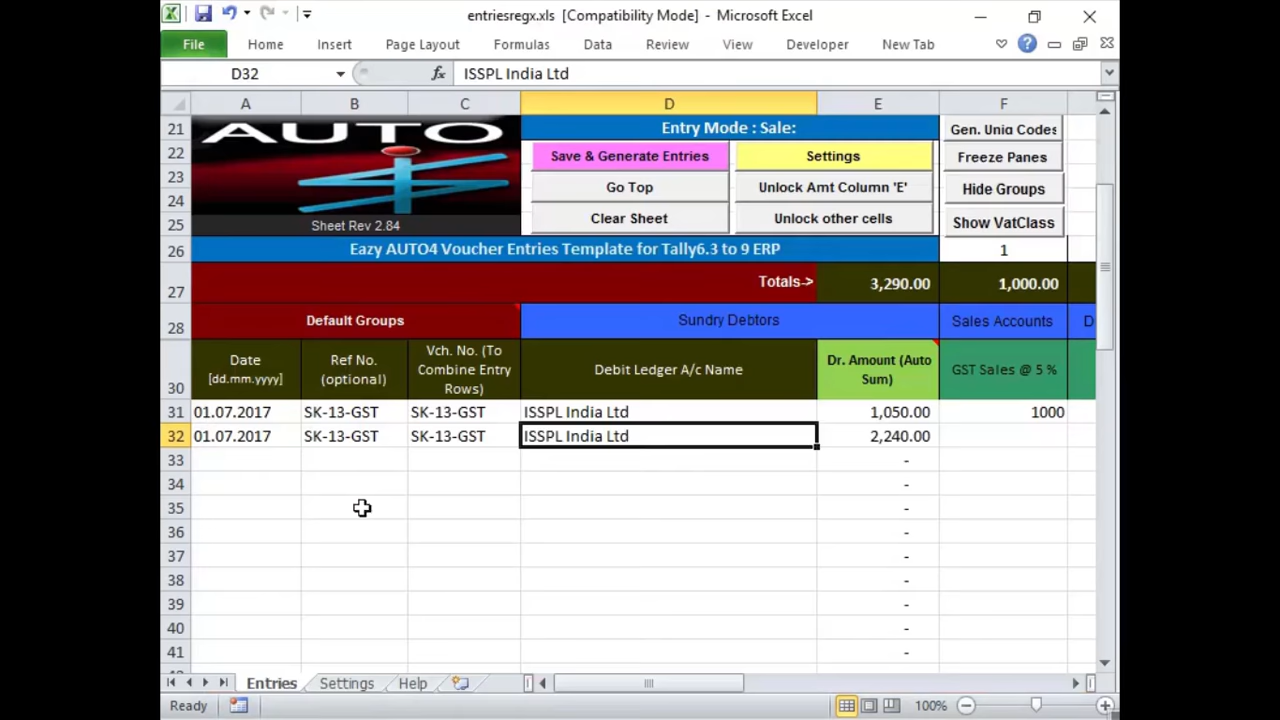 entriesregx.xls [Compatibility Mode] - Microsoft Excel
File Home Insert Page Layout Formulas Data Review View Developer New Tab
D32 fx ISSPL India Ltd
A B C D E F
21 AUTO Entry Mode : Sale: Gen. Uniq Codes
22 Save & Generate Entries Settings Freeze Panes
23 Go Top Unlock Amt Column 'E' Hide Groups
24
25 Sheet Rev 2.84 Clear Sheet Unlock other cells Show VatClass
26 Eazy AUTO4 Voucher Entries Template for Tally6.3 to 9 ERP 1
27 Totals-> 3,290.00 1,000.00
28 Default Groups Sundry Debtors Sales Accounts D
30 Date [dd.mm.yyyy] Ref No. (optional) Vch. No. (To Combine Entry Rows) Debit Ledger A/c Name Dr. Amount (Auto Sum) GST Sales @ 5 %
31 01.07.2017 SK-13-GST SK-13-GST ISSPL India Ltd 1,050.00 1000
32 01.07.2017 SK-13-GST SK-13-GST ISSPL India Ltd 2,240.00
33 -
34 -
35 -
36 -
37 -
38 -
39 -
40 -
41 -
Entries Settings Help
Ready 100%